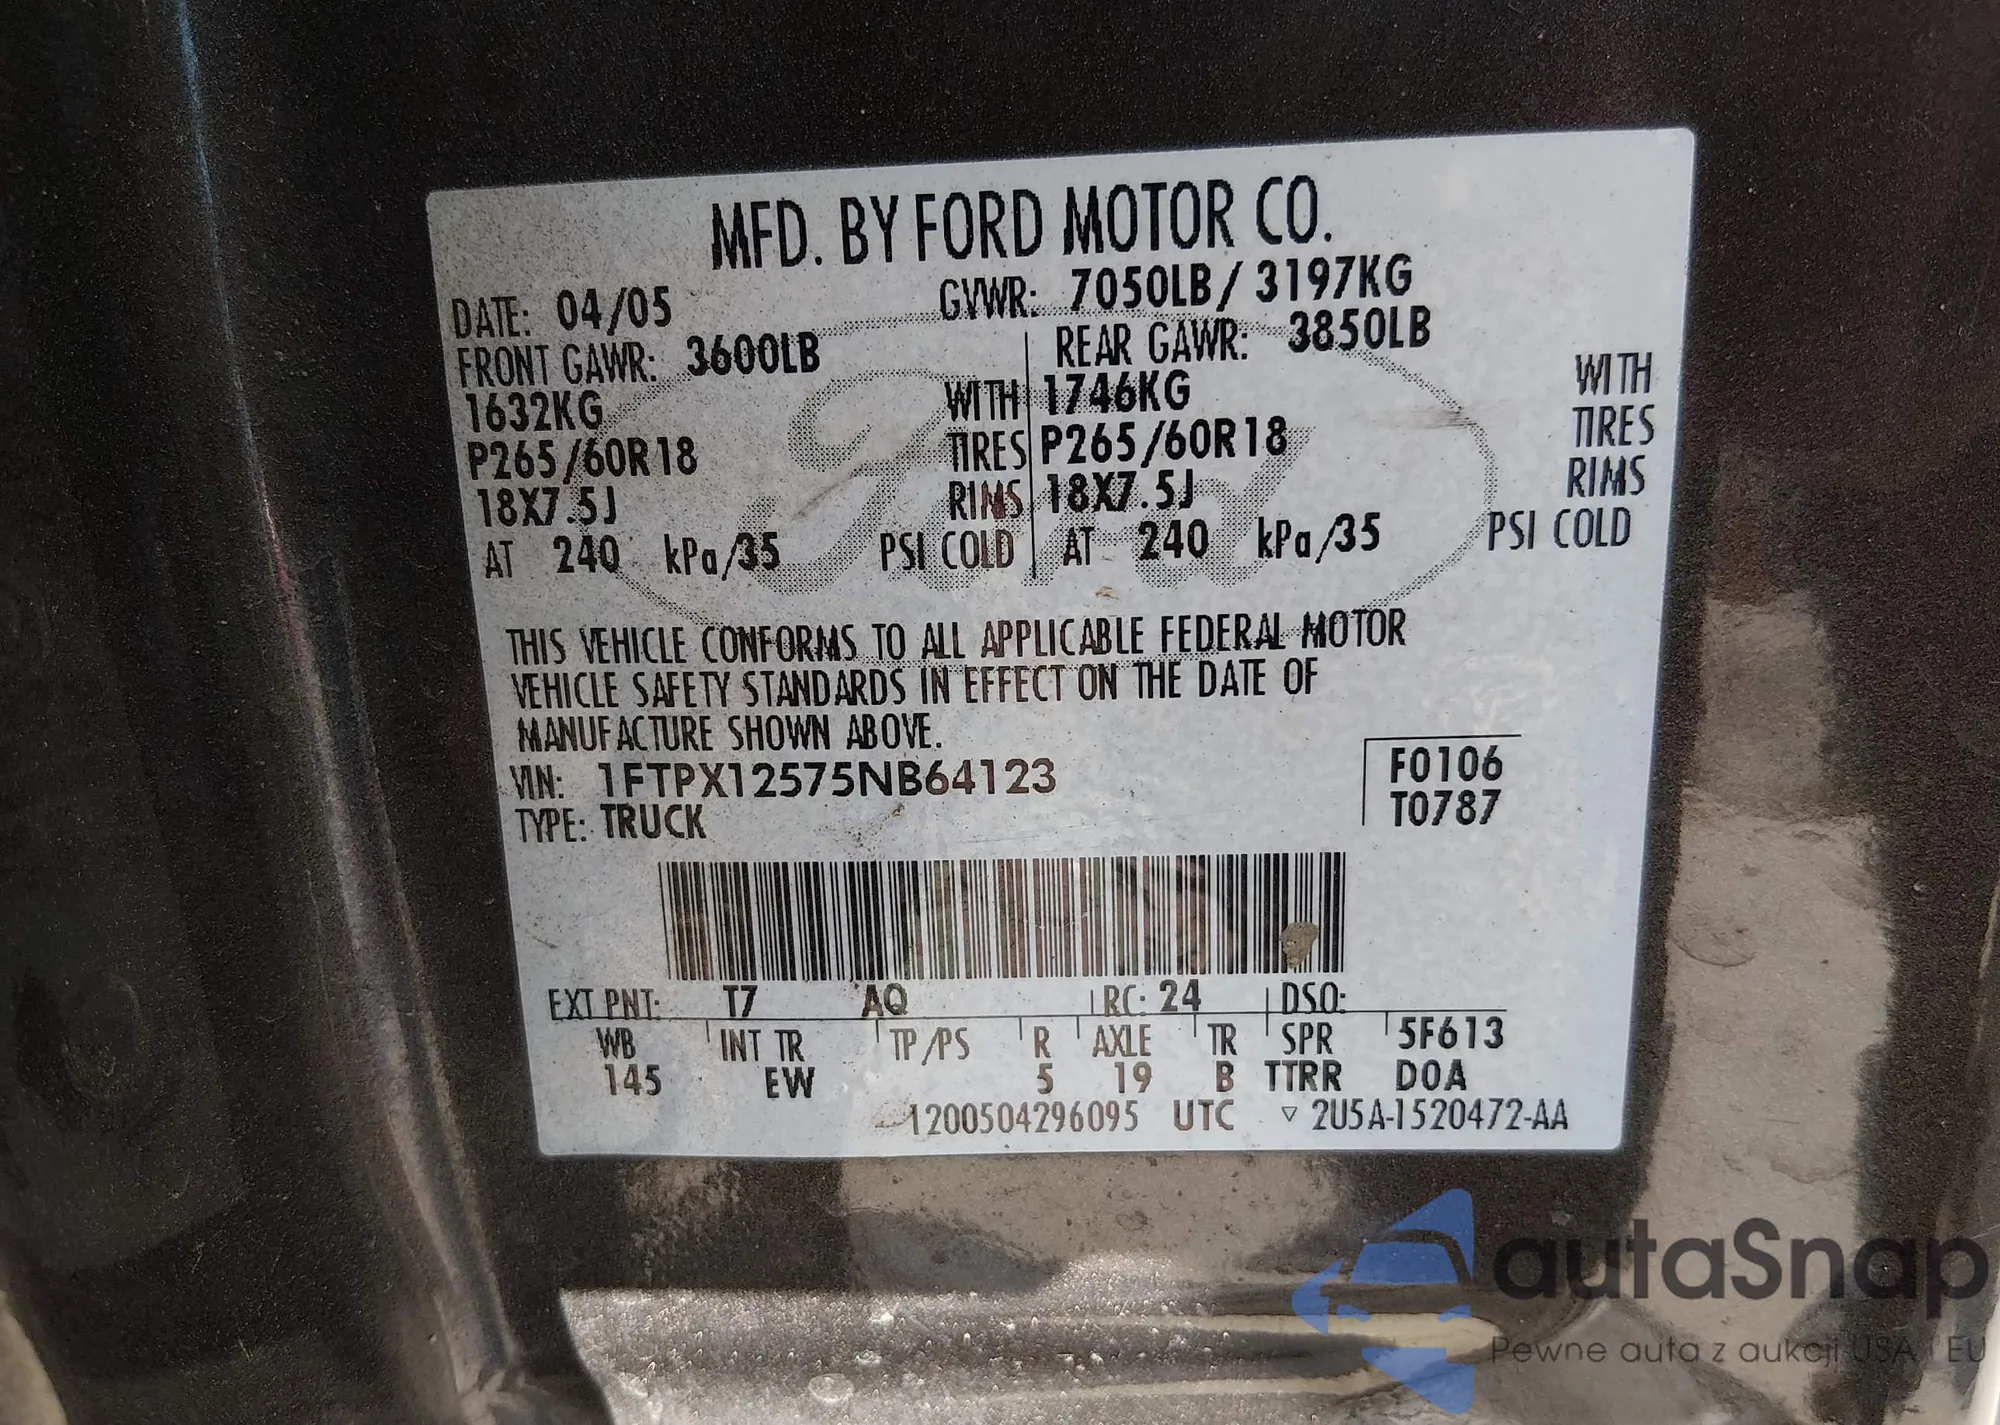 MFD. BY FORD MOTOR CO.
DATE: 04/05 GVWR: 7050LB / 3197KG
FRONT GAWR: 3600LB REAR GAWR: 3850LB
1632KG WITH 1746KG WITH
P265/60R18 TIRES P265/60R18 TIRES
18X7.5J RIMS 18X7.5J RIMS
AT 240 kPa/35 PSI COLD AT 240 kPa/35 PSI COLD
Ford
THIS VEHICLE CONFORMS TO ALL APPLICABLE FEDERAL MOTOR
VEHICLE SAFETY STANDARDS IN EFFECT ON THE DATE OF
MANUFACTURE SHOWN ABOVE.
VIN: 1FTPX12575NB64123 F0106
TYPE: TRUCK T0787
EXT PNT: T7 AQ RC: 24 DSO:
WB INT TR TP/PS R AXLE TR SPR 5F613
145 EW 5 19 B TTRR DOA
1200504296095 UTC ▽ 2U5A-1520472-AA
autaSnap
Pewne auta z aukcji USA i EU